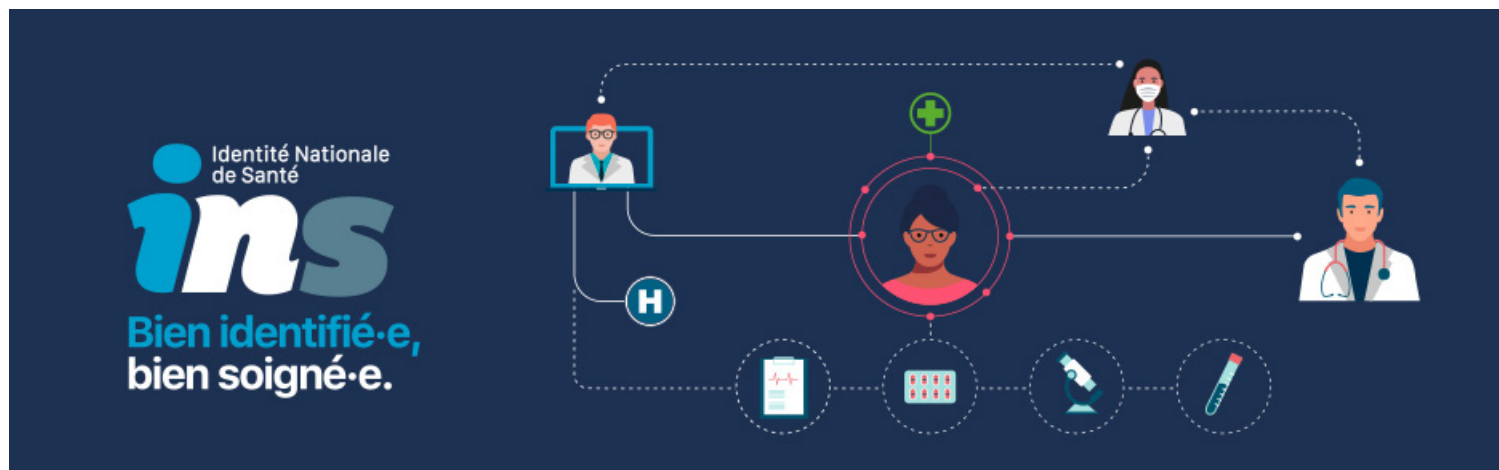 Identité Nationale
de Santé
ins
Bien identifié·e,
bien soigné·e.
H